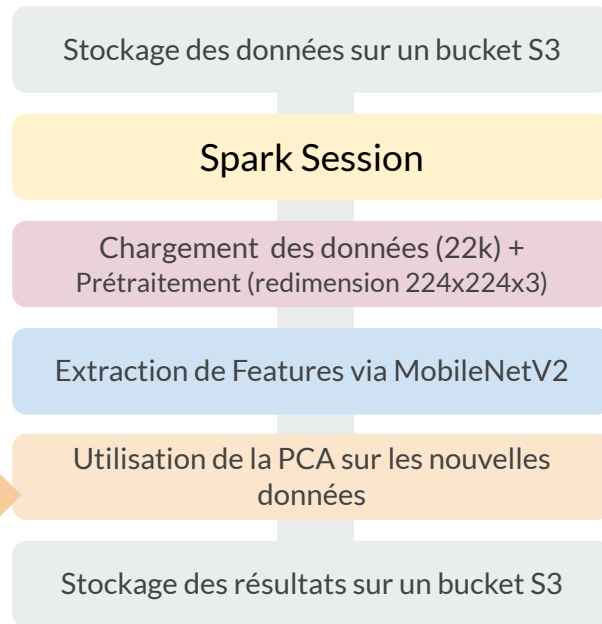 Stockage des données sur un bucket S3
Spark Session
Chargement des données (22k) +
Prétraitement (redimension 224x224x3)
Extraction de Features via MobileNetV2
Utilisation de la PCA sur les nouvelles
données
Stockage des résultats sur un bucket S3